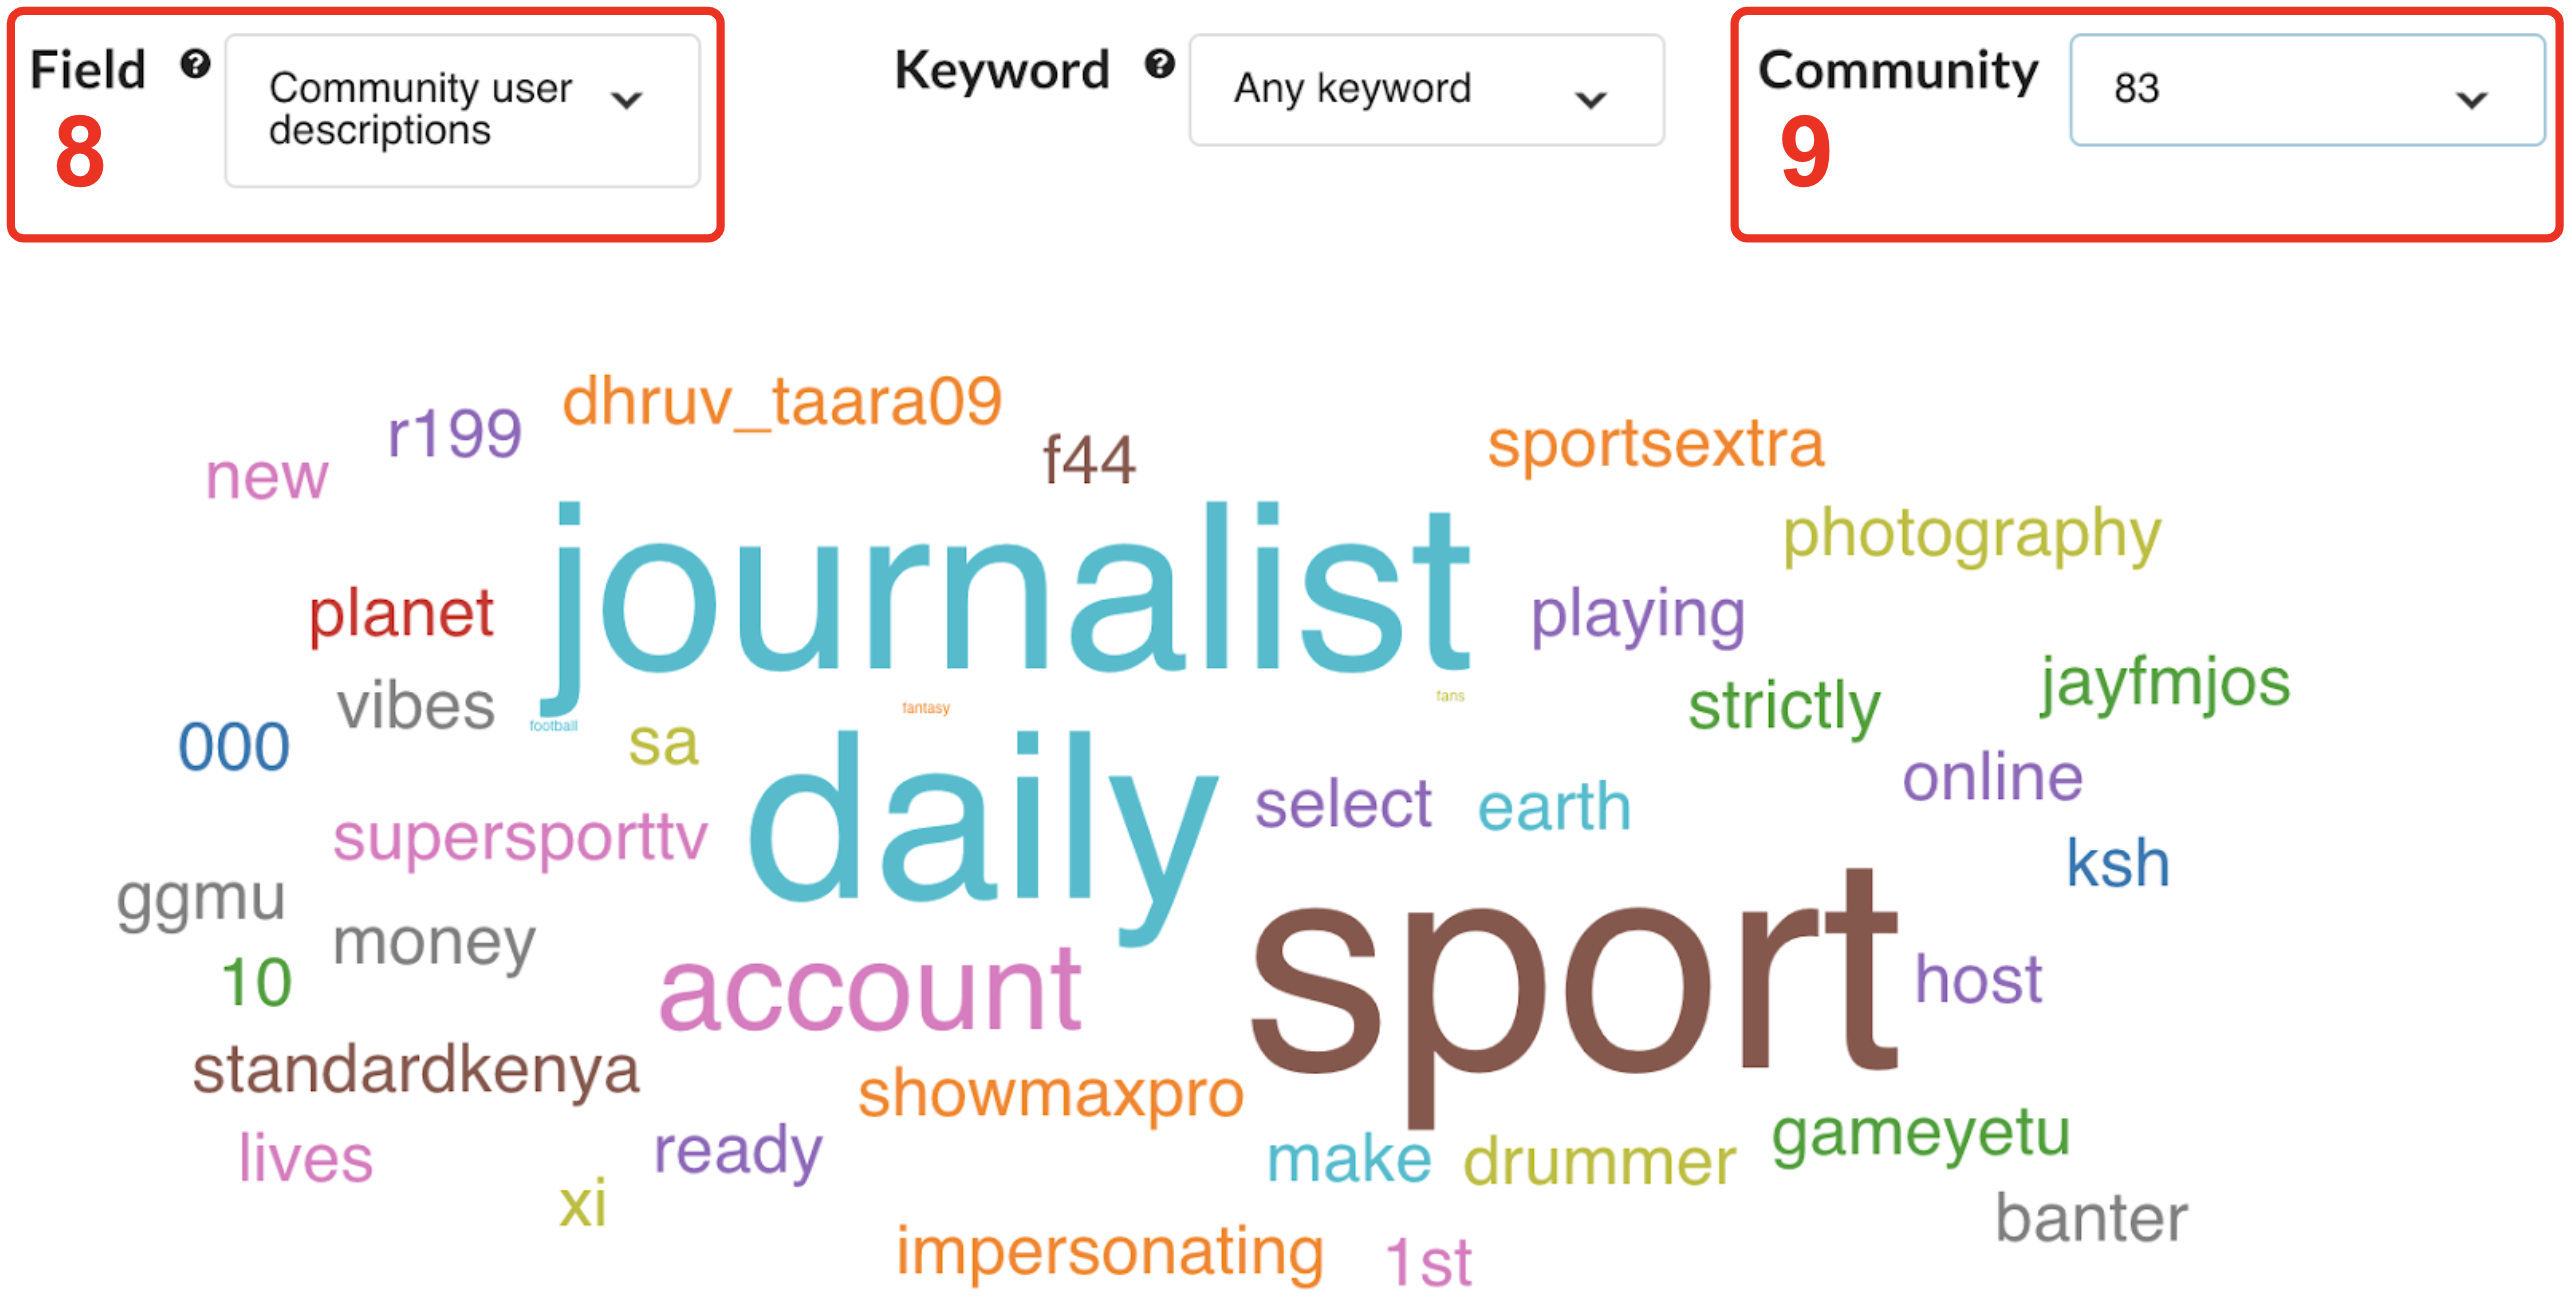 Field ? Community user descriptions Keyword ? Any keyword Community 83
8 9
dhruv_taara09
r199 f44 sportsextra
new
journalist photography
planet playing
vibes football fantasy fans strictly jayfmjos
000 sa daily select earth online
supersporttv ksh
ggmu money sport
10 account host
standardkenya showmaxpro
lives ready make drummer gameyetu
xi banter
impersonating 1st